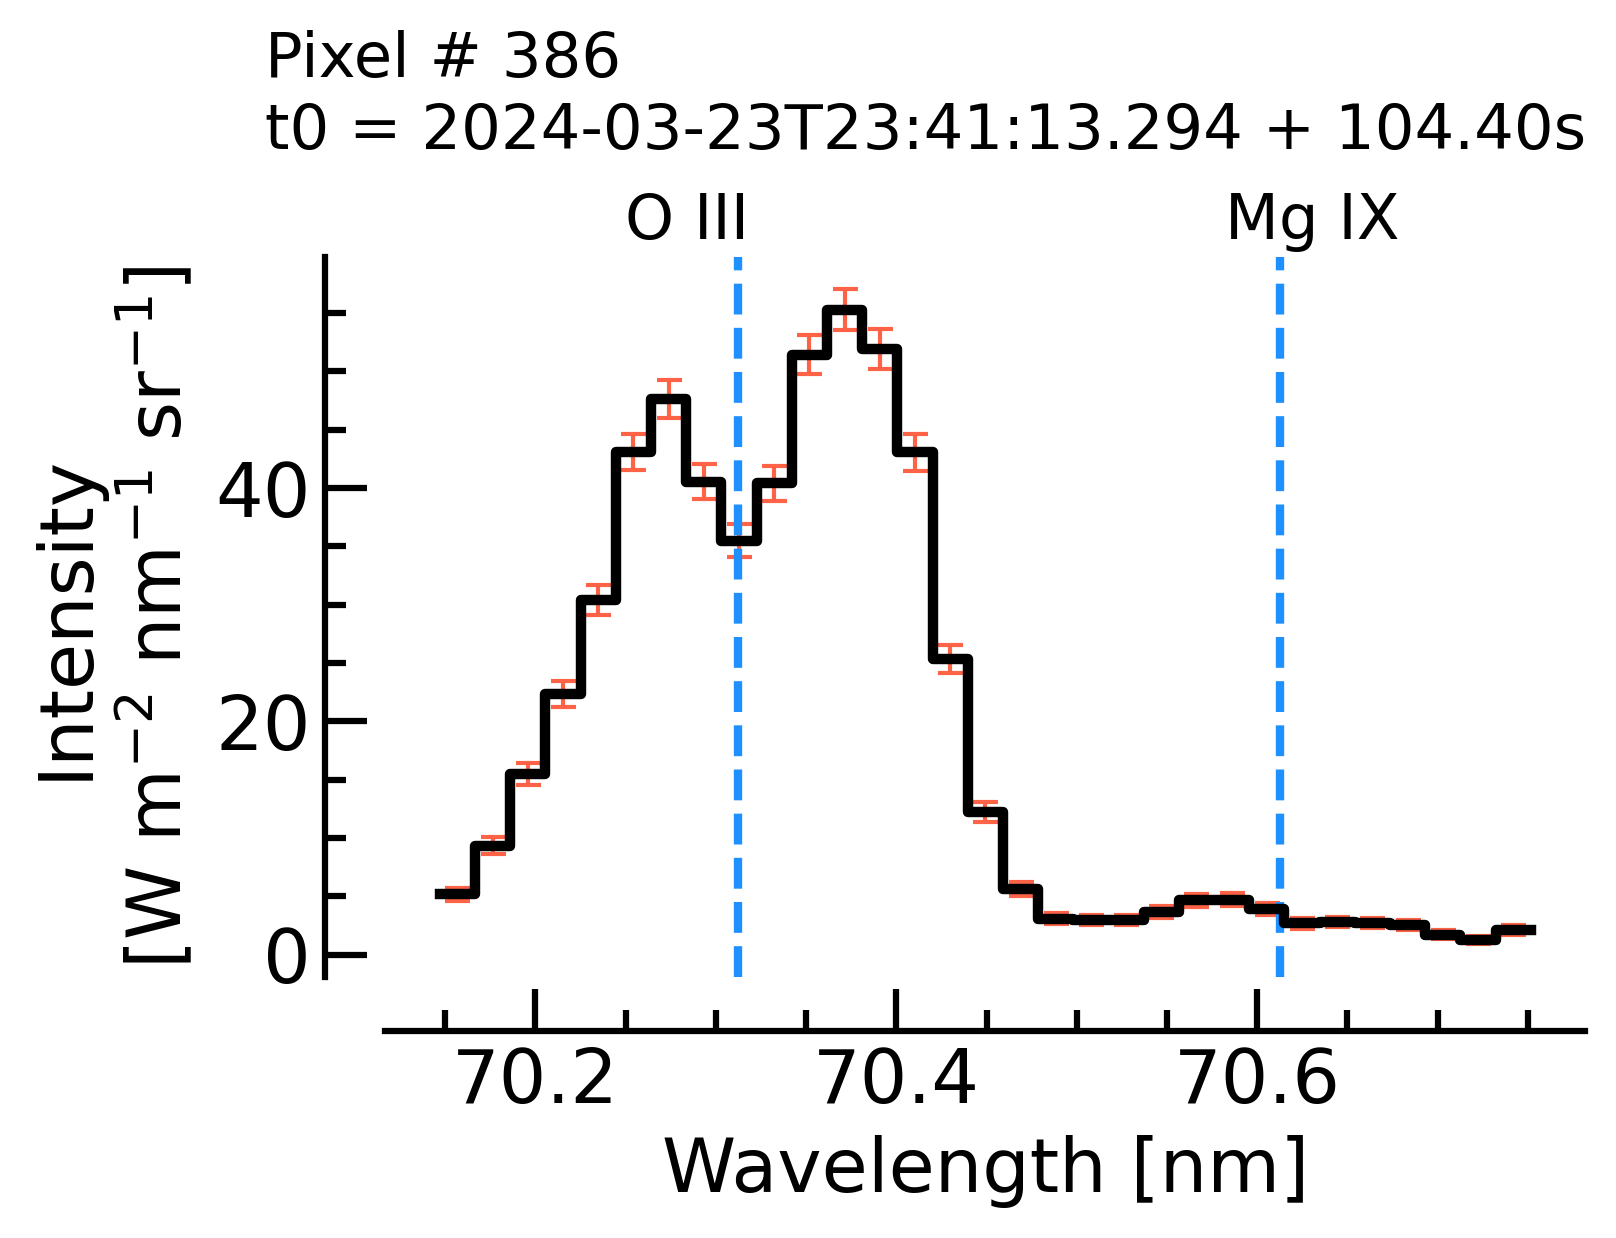 Pixel # 386
t0 = 2024-03-23T23:41:13.294 + 104.40s
O III
Mg IX
Intensity
[W m⁻² nm⁻¹ sr⁻¹]
40
20
0
70.2
70.4
70.6
Wavelength [nm]